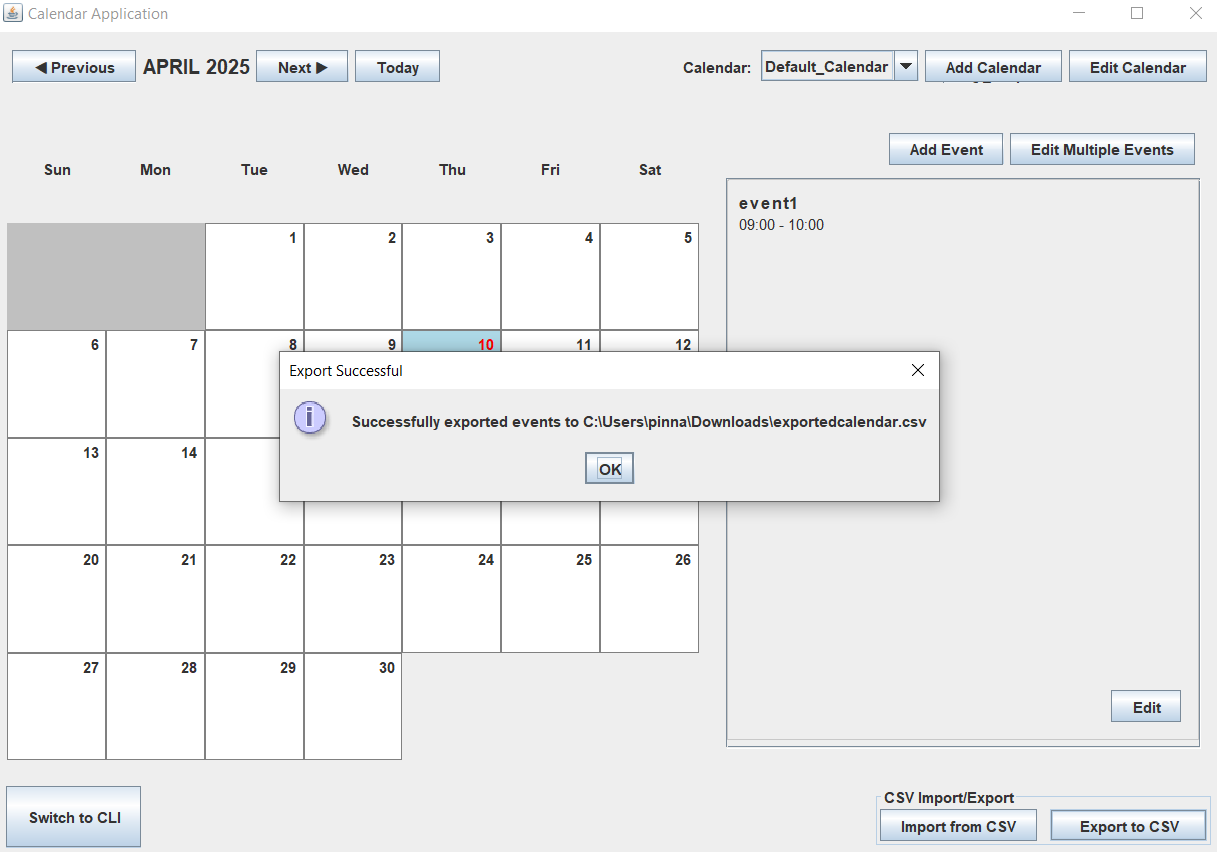 Calendar Application
◀ Previous APRIL 2025 Next ▶ Today Calendar: Default_Calendar Add Calendar Edit Calendar
Add Event Edit Multiple Events
Sun Mon Tue Wed Thu Fri Sat
event1
09:00 - 10:00
1 2 3 4 5
6 7 8 9 10 11 12
Export Successful
i
Successfully exported events to C:\Users\pinna\Downloads\exportedcalendar.csv
OK
13 14
20 21 22 23 24 25 26
27 28 29 30
Edit
CSV Import/Export
Switch to CLI Import from CSV Export to CSV